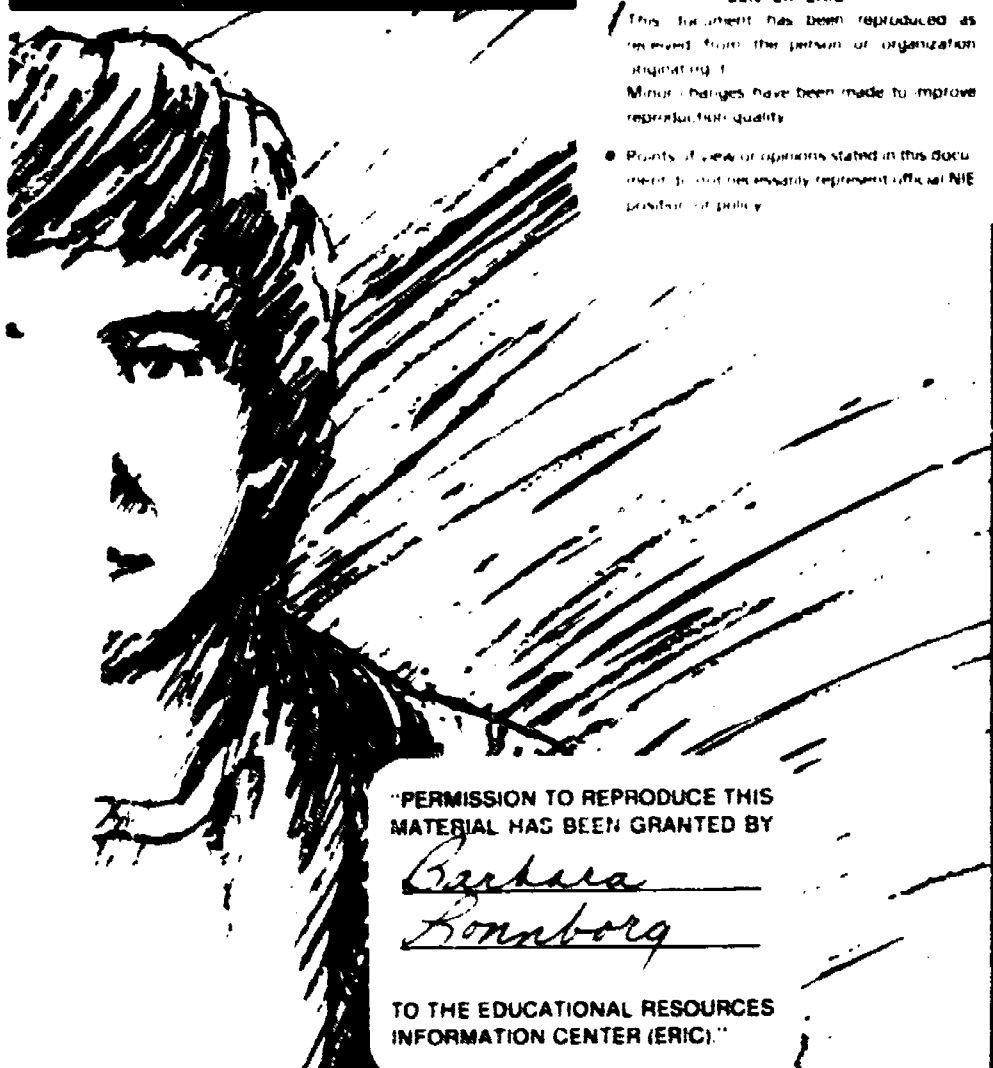 This document has been reproduced as
received from the person or organization
originating it
Minor changes have been made to improve
reproduction quality
● Points of view or opinions stated in this docu
ment do not necessarily represent official NIE
position or policy
"PERMISSION TO REPRODUCE THIS
MATERIAL HAS BEEN GRANTED BY
Barbara
Ronnborg
TO THE EDUCATIONAL RESOURCES
INFORMATION CENTER (ERIC)."